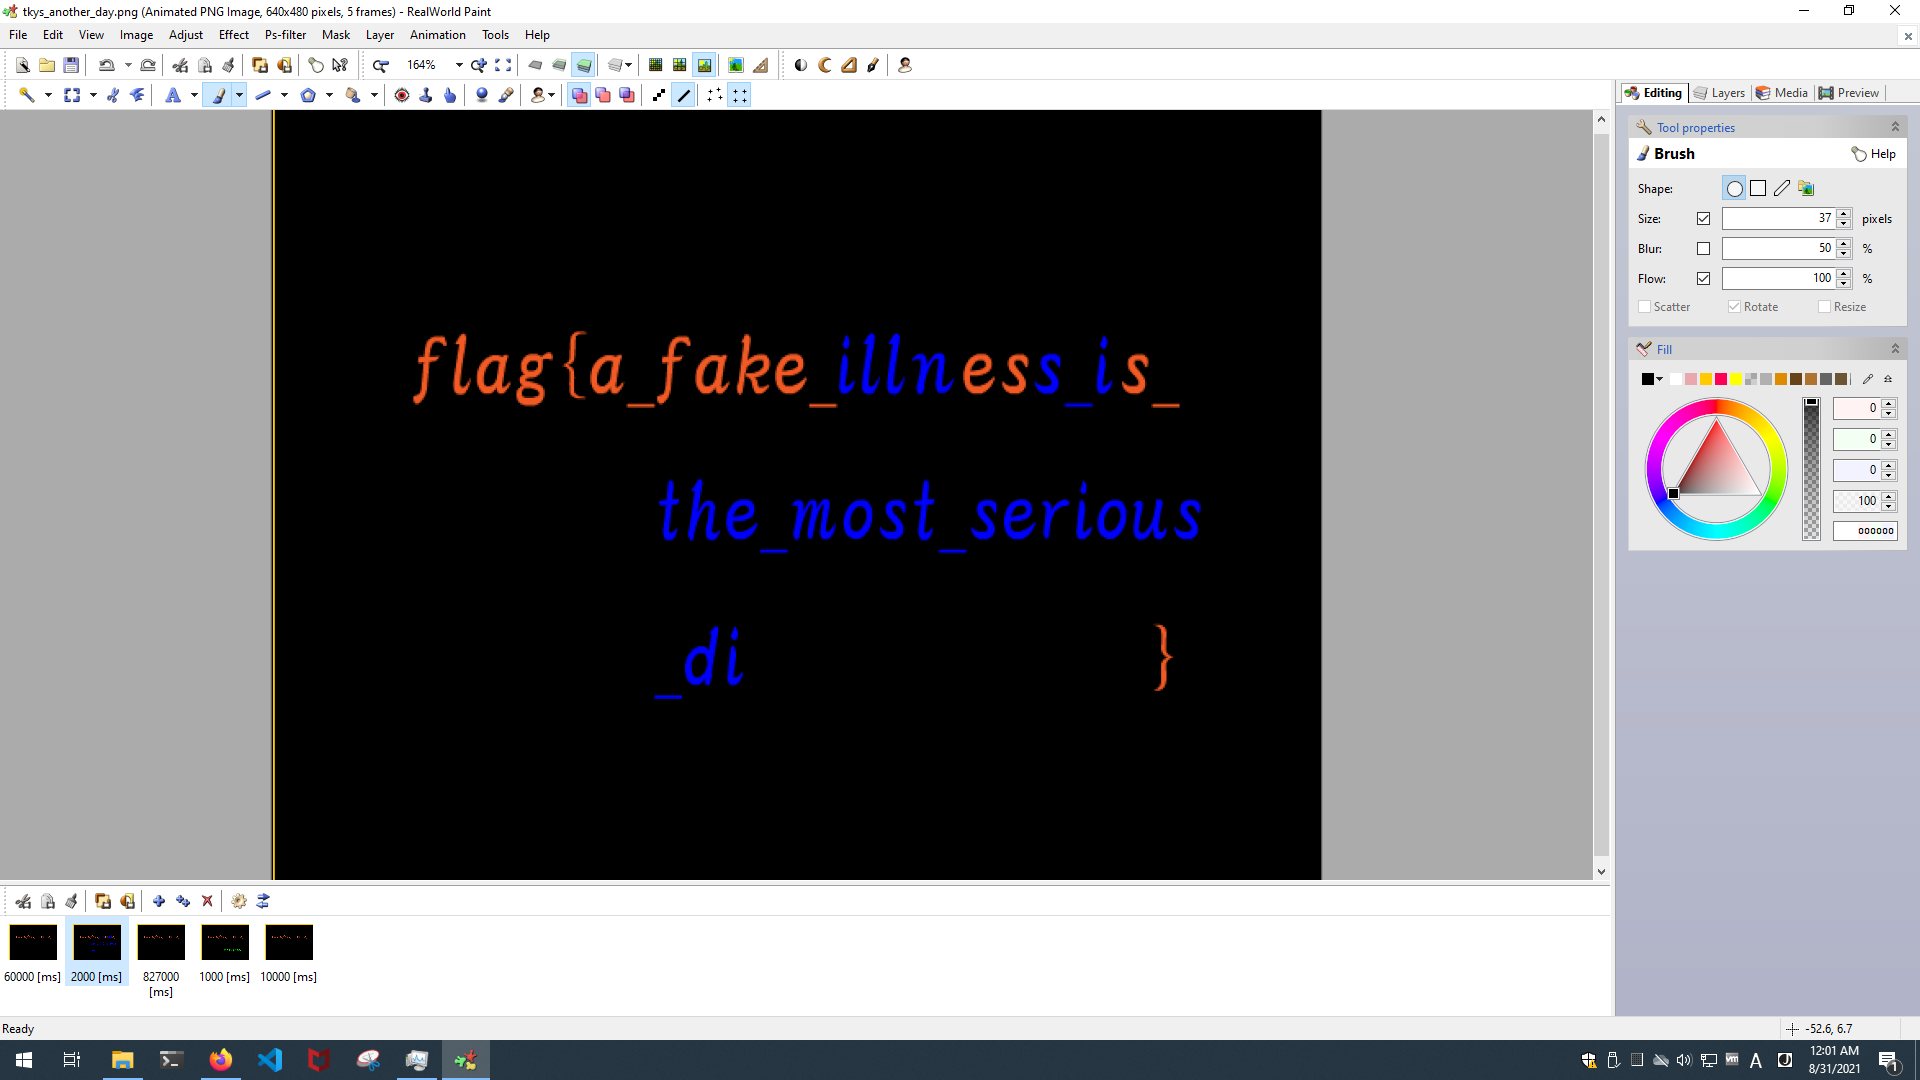 tkys_another_day.png (Animated PNG Image, 640x480 pixels, 5 frames) - RealWorld Paint
File Edit View Image Adjust Effect Ps-filter Mask Layer Animation Tools Help
164%
Editing Layers Media Preview
Tool properties
Brush Help
Shape:
Size: 37 pixels
Blur: 50 %
Flow: 100 %
Scatter Rotate Resize
Fill
0
0
0
100
000000
flag{a_fake_illness_is_
the_most_serious
_di }
60000 [ms] 2000 [ms] 827000 [ms] 1000 [ms] 10000 [ms]
Ready
-52.6, 6.7
12:01 AM
8/31/2021
A
1